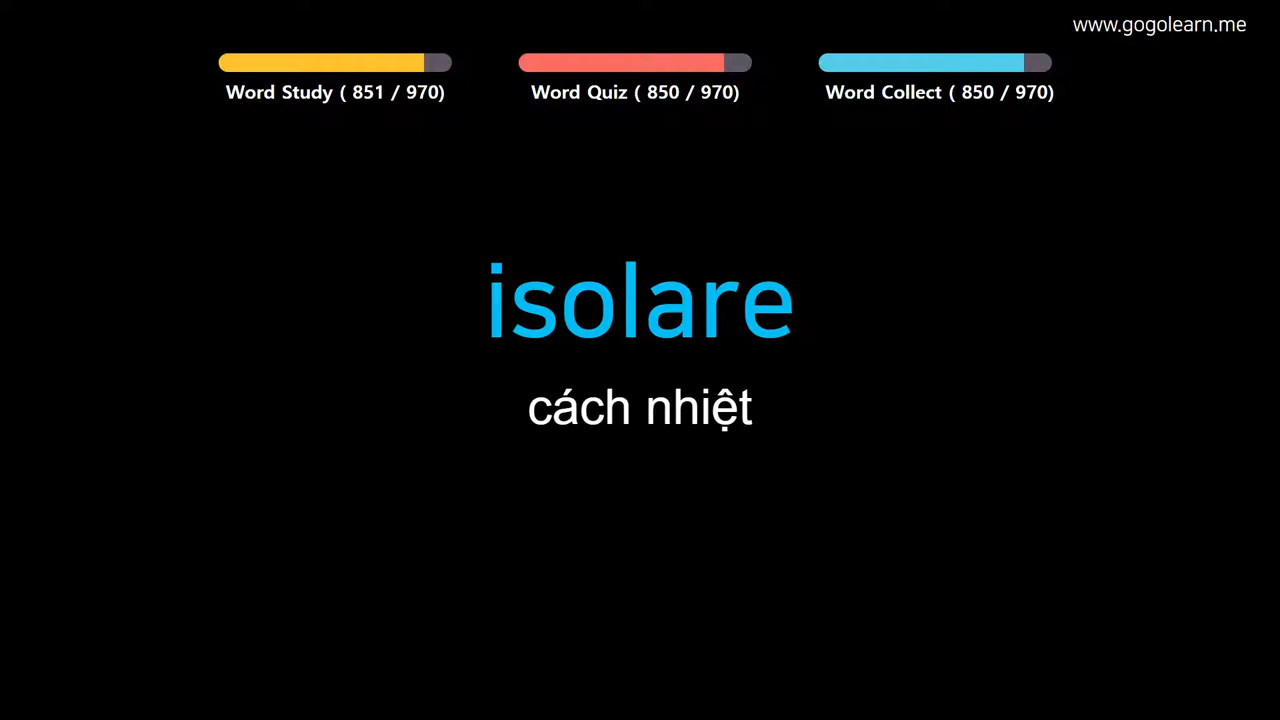 www.gogolearn.me
Word Study ( 851 / 970)
Word Quiz ( 850 / 970)
Word Collect ( 850 / 970)
isolare
cách nhiệt